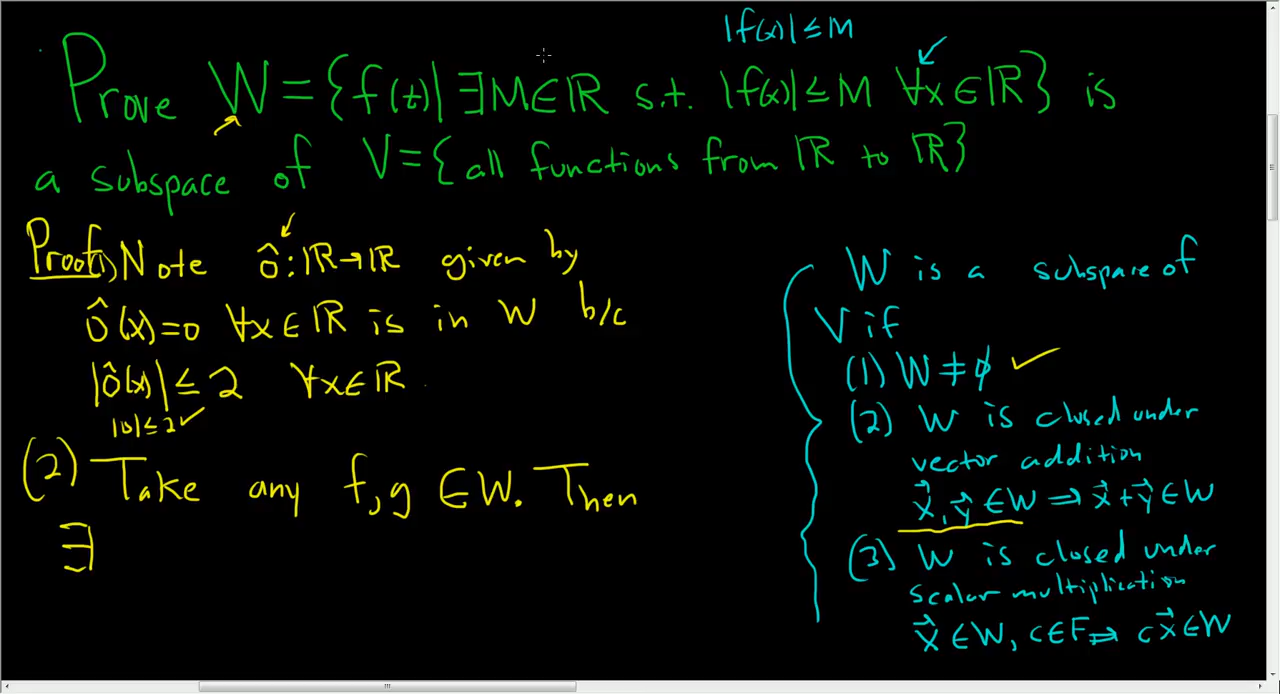 |f(x)| ≤ M
Prove W = {f(t) | ∃M∈ℝ s.t. |f(x)| ≤ M ∀x∈ℝ} is
a subspace of V = {all functions from ℝ to ℝ}
Proof: (1) Note ô: ℝ→ℝ given by
ô(x)=0 ∀x∈ℝ is in W b/c
|ô(x)| ≤ 2 ∀x∈ℝ
|0| ≤ 2 ✓
(2) Take any f, g ∈ W. Then
∃
W is a subspace of
V if
(1) W ≠ ∅ ✓
(2) W is closed under
vector addition
x⃗, y⃗ ∈ W ⟹ x⃗+y⃗ ∈ W
(3) W is closed under
scalar multiplication
x⃗ ∈ W, c∈F ⟹ cx⃗ ∈ W